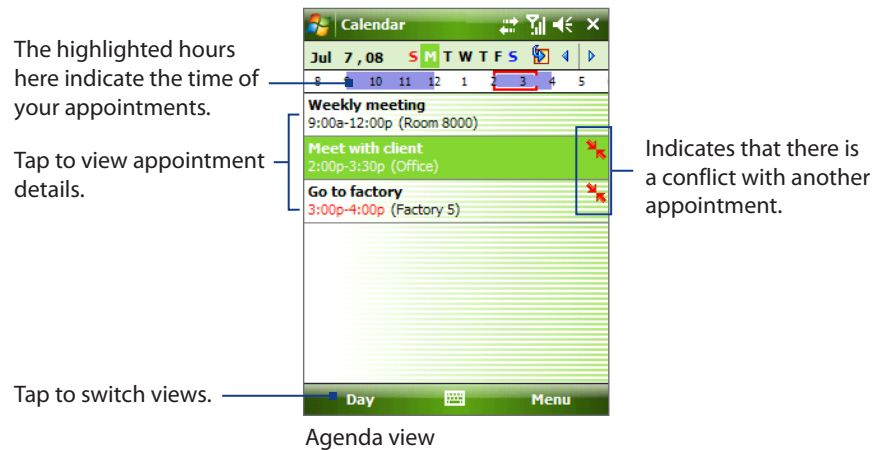 Calendar
Jul 7 , 08 S M T W T F S
8 9 10 11 12 1 2 3 4 5
Weekly meeting
9:00a-12:00p (Room 8000)
Meet with client
2:00p-3:30p (Office)
Go to factory
3:00p-4:00p (Factory 5)
Day Menu
The highlighted hours
here indicate the time of
your appointments.
Tap to view appointment
details.
Tap to switch views.
Indicates that there is
a conflict with another
appointment.
Agenda view